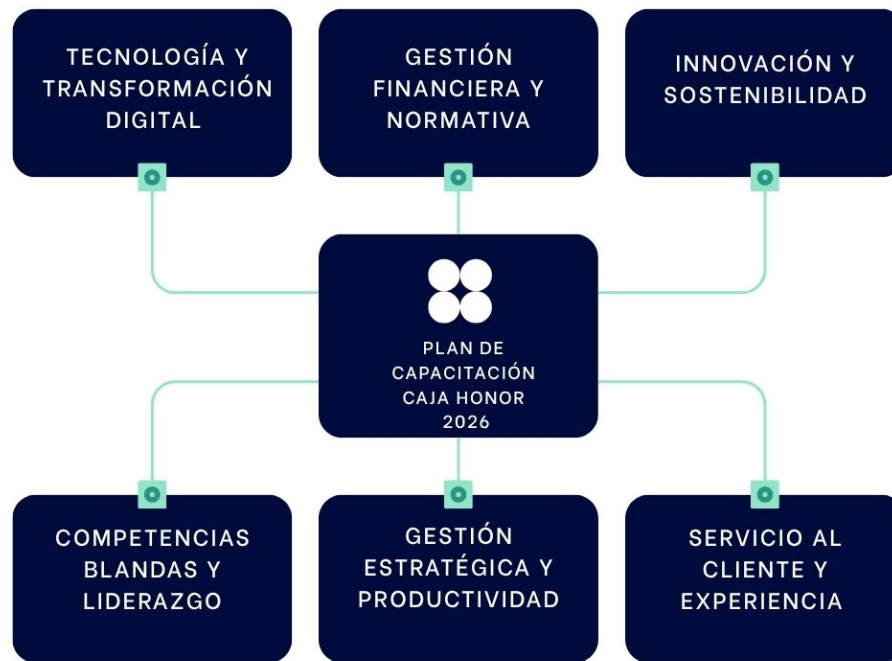 TECNOLOGÍA Y
TRANSFORMACIÓN
DIGITAL
GESTIÓN
FINANCIERA Y
NORMATIVA
INNOVACIÓN Y
SOSTENIBILIDAD
PLAN DE
CAPACITACIÓN
CAJA HONOR
2026
COMPETENCIAS
BLANDAS Y
LIDERAZGO
GESTIÓN
ESTRATÉGICA Y
PRODUCTIVIDAD
SERVICIO AL
CLIENTE Y
EXPERIENCIA